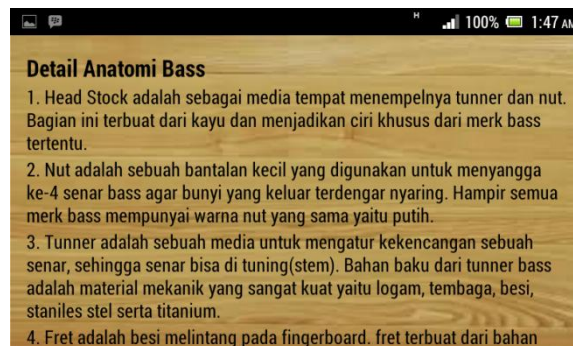 H 100% 1:47 AM
Detail Anatomi Bass
1. Head Stock adalah sebagai media tempat menempelnya tunner dan nut.
Bagian ini terbuat dari kayu dan menjadikan ciri khusus dari merk bass
tertentu.
2. Nut adalah sebuah bantalan kecil yang digunakan untuk menyangga
ke-4 senar bass agar bunyi yang keluar terdengar nyaring. Hampir semua
merk bass mempunyai warna nut yang sama yaitu putih.
3. Tunner adalah sebuah media untuk mengatur kekencangan sebuah
senar, sehingga senar bisa di tuning(stem). Bahan baku dari tunner bass
adalah material mekanik yang sangat kuat yaitu logam, tembaga, besi,
staniles stel serta titanium.
4. Fret adalah besi melintang pada fingerboard. fret terbuat dari bahan